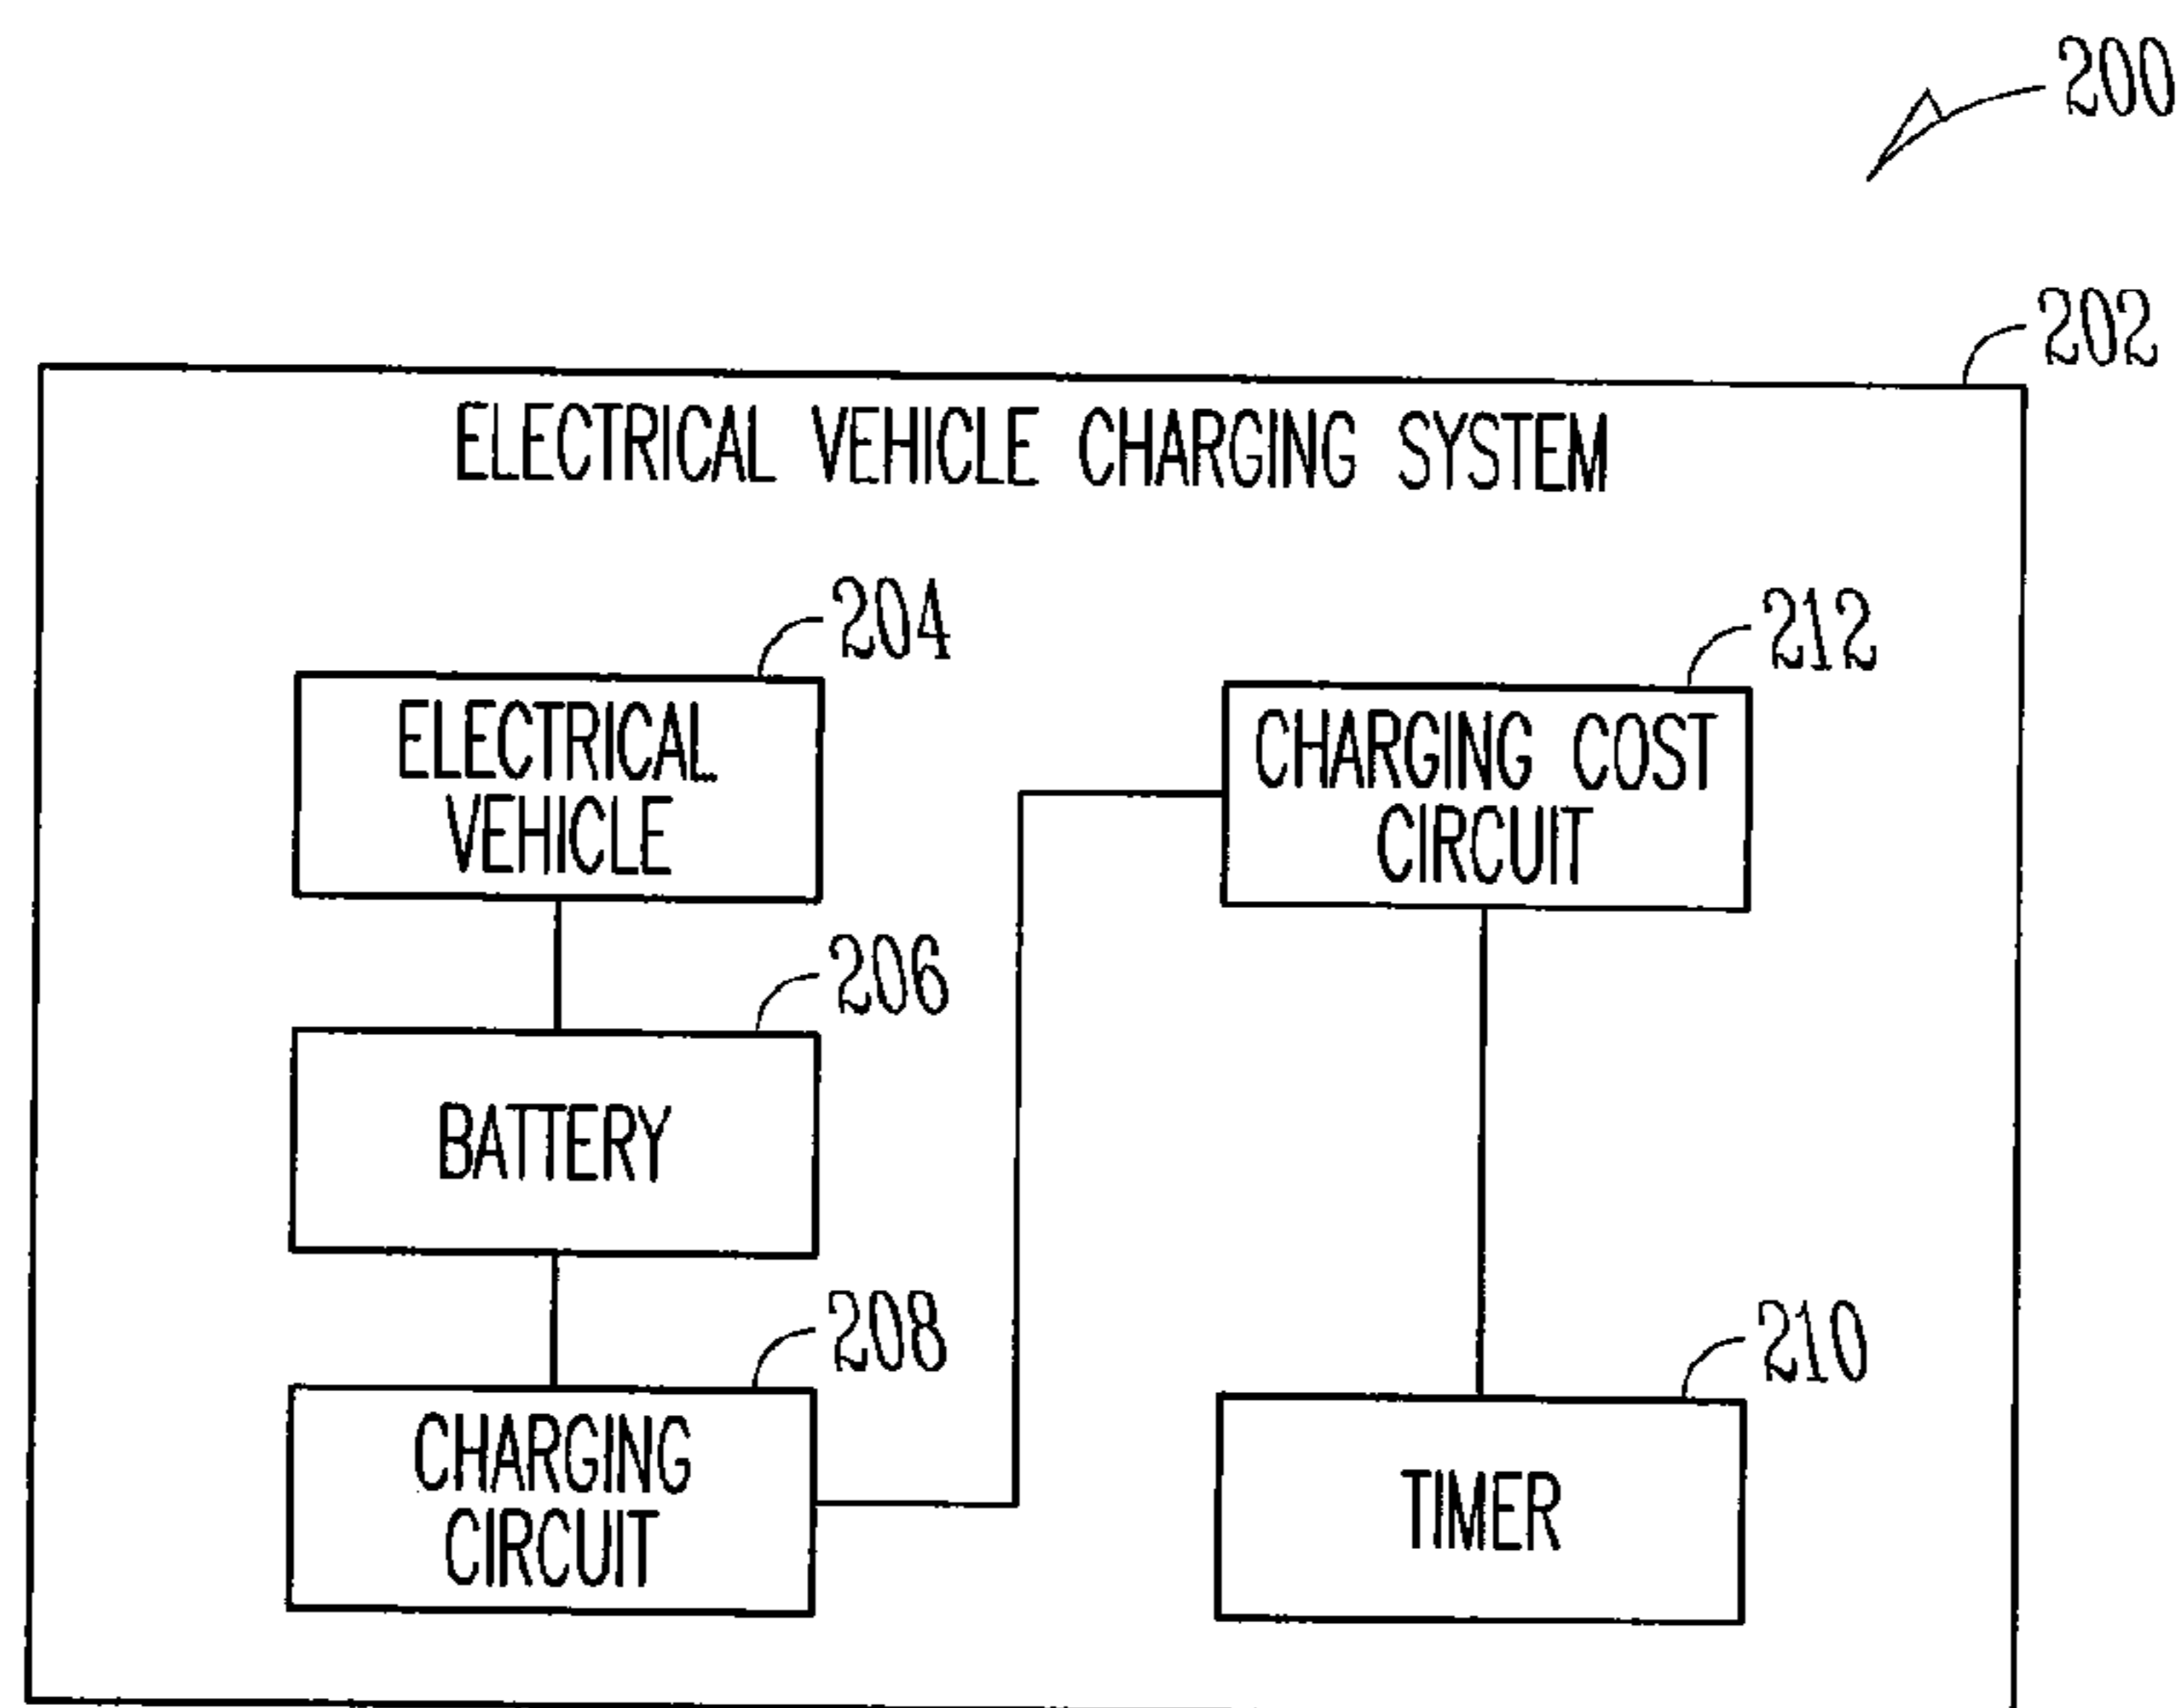 200
202
ELECTRICAL VEHICLE CHARGING SYSTEM
204
ELECTRICAL
VEHICLE
206
BATTERY
208
CHARGING
CIRCUIT
212
CHARGING COST
CIRCUIT
210
TIMER